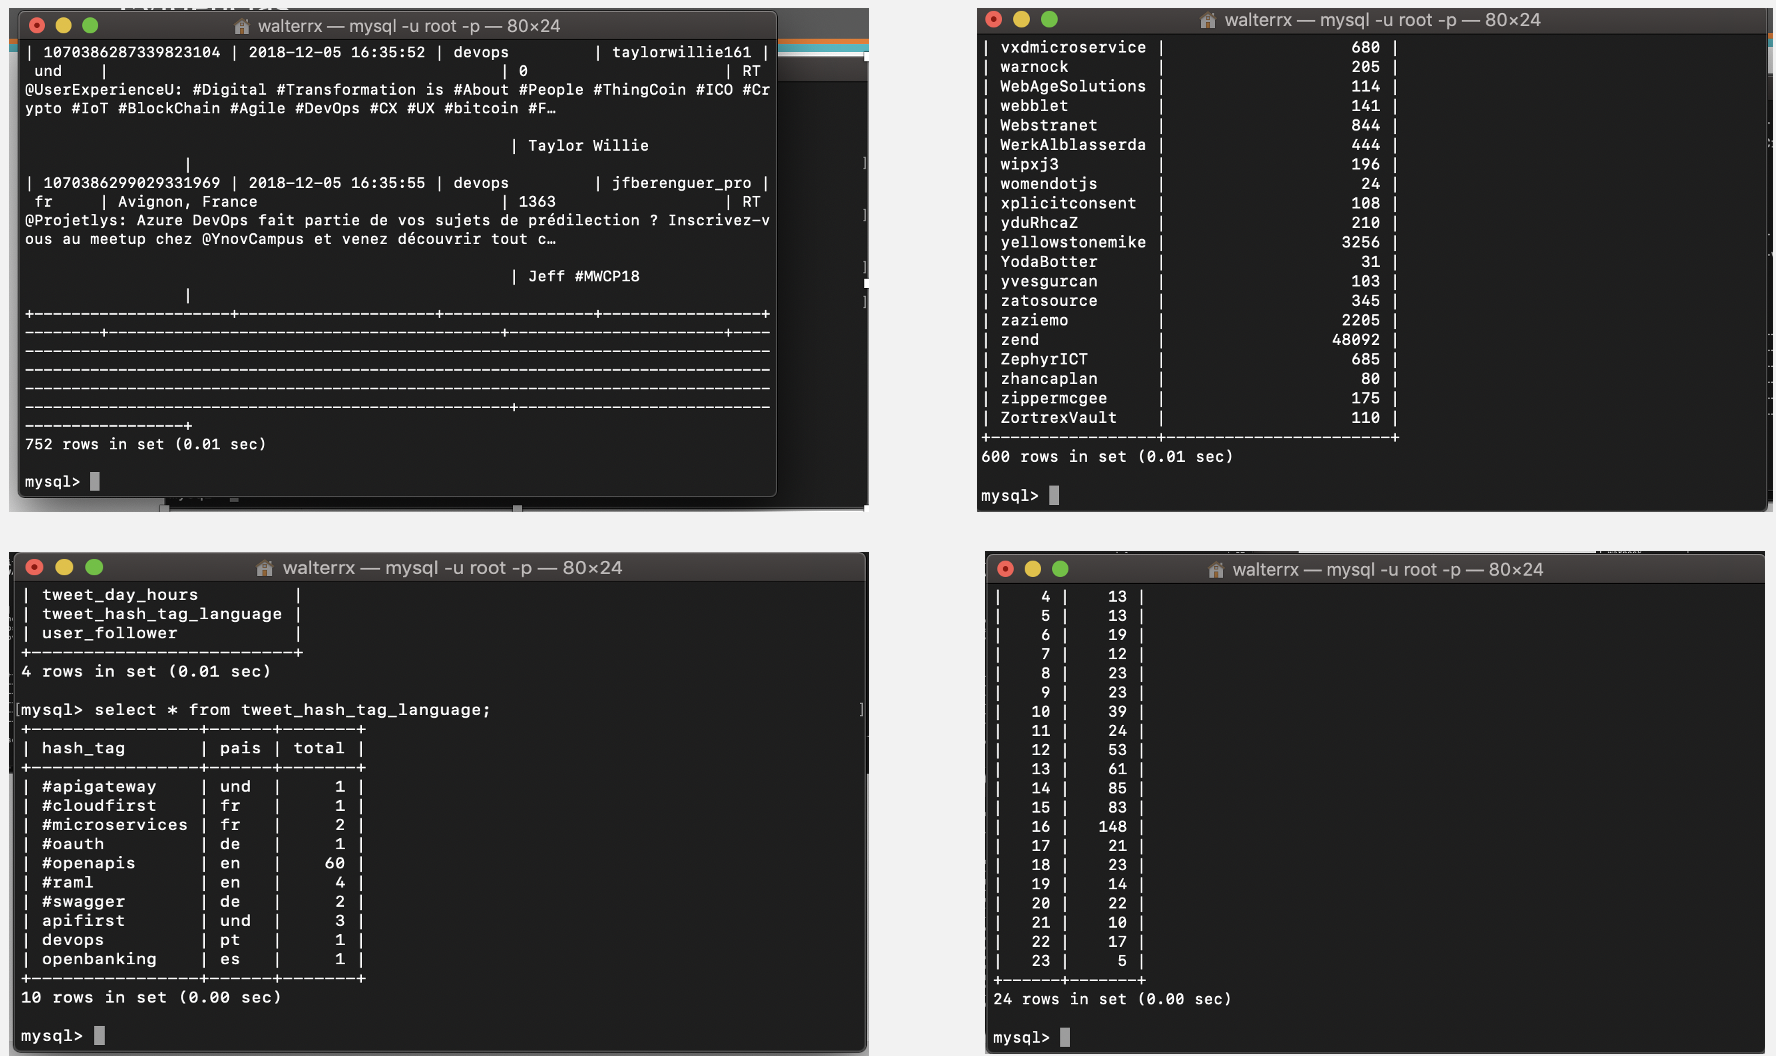 walterrx — mysql -u root -p — 80×24
| 1070386287339823104 | 2018-12-05 16:35:52 | devops | taylorwillie161 |
und | | 0 | RT
@UserExperienceU: #Digital #Transformation is #About #People #ThingCoin #ICO #Cr
ypto #IoT #BlockChain #Agile #DevOps #CX #UX #bitcoin #F…
| Taylor Willie
|
| 1070386299029331969 | 2018-12-05 16:35:55 | devops | jfberenguer_pro |
fr | Avignon, France | 1363 | RT
@Projetlys: Azure DevOps fait partie de vos sujets de prédilection ? Inscrivez-v
ous au meetup chez @YnovCampus et venez découvrir tout c…
| Jeff #MWCP18
|
752 rows in set (0.01 sec)
mysql>
walterrx — mysql -u root -p — 80×24
| vxdmicroservice | 680 |
| warnock | 205 |
| WebAgeSolutions | 114 |
| webblet | 141 |
| Webstranet | 844 |
| WerkAlblasserda | 444 |
| wipxj3 | 196 |
| womendotjs | 24 |
| xplicitconsent | 108 |
| yduRhcaZ | 210 |
| yellowstonemike | 3256 |
| YodaBotter | 31 |
| yvesgurcan | 103 |
| zatosource | 345 |
| zaziemo | 2205 |
| zend | 48092 |
| ZephyrICT | 685 |
| zhancaplan | 80 |
| zippermcgee | 175 |
| ZortrexVault | 110 |
600 rows in set (0.01 sec)
mysql>
walterrx — mysql -u root -p — 80×24
| tweet_day_hours |
| tweet_hash_tag_language |
| user_follower |
4 rows in set (0.01 sec)
[mysql> select * from tweet_hash_tag_language; ]
| hash_tag | pais | total |
| #apigateway | und | 1 |
| #cloudfirst | fr | 1 |
| #microservices | fr | 2 |
| #oauth | de | 1 |
| #openapis | en | 60 |
| #raml | en | 4 |
| #swagger | de | 2 |
| apifirst | und | 3 |
| devops | pt | 1 |
| openbanking | es | 1 |
10 rows in set (0.00 sec)
mysql>
walterrx — mysql -u root -p — 80×24
| 4 | 13 |
| 5 | 13 |
| 6 | 19 |
| 7 | 12 |
| 8 | 23 |
| 9 | 23 |
| 10 | 39 |
| 11 | 24 |
| 12 | 53 |
| 13 | 61 |
| 14 | 85 |
| 15 | 83 |
| 16 | 148 |
| 17 | 21 |
| 18 | 23 |
| 19 | 14 |
| 20 | 22 |
| 21 | 10 |
| 22 | 17 |
| 23 | 5 |
24 rows in set (0.00 sec)
mysql>